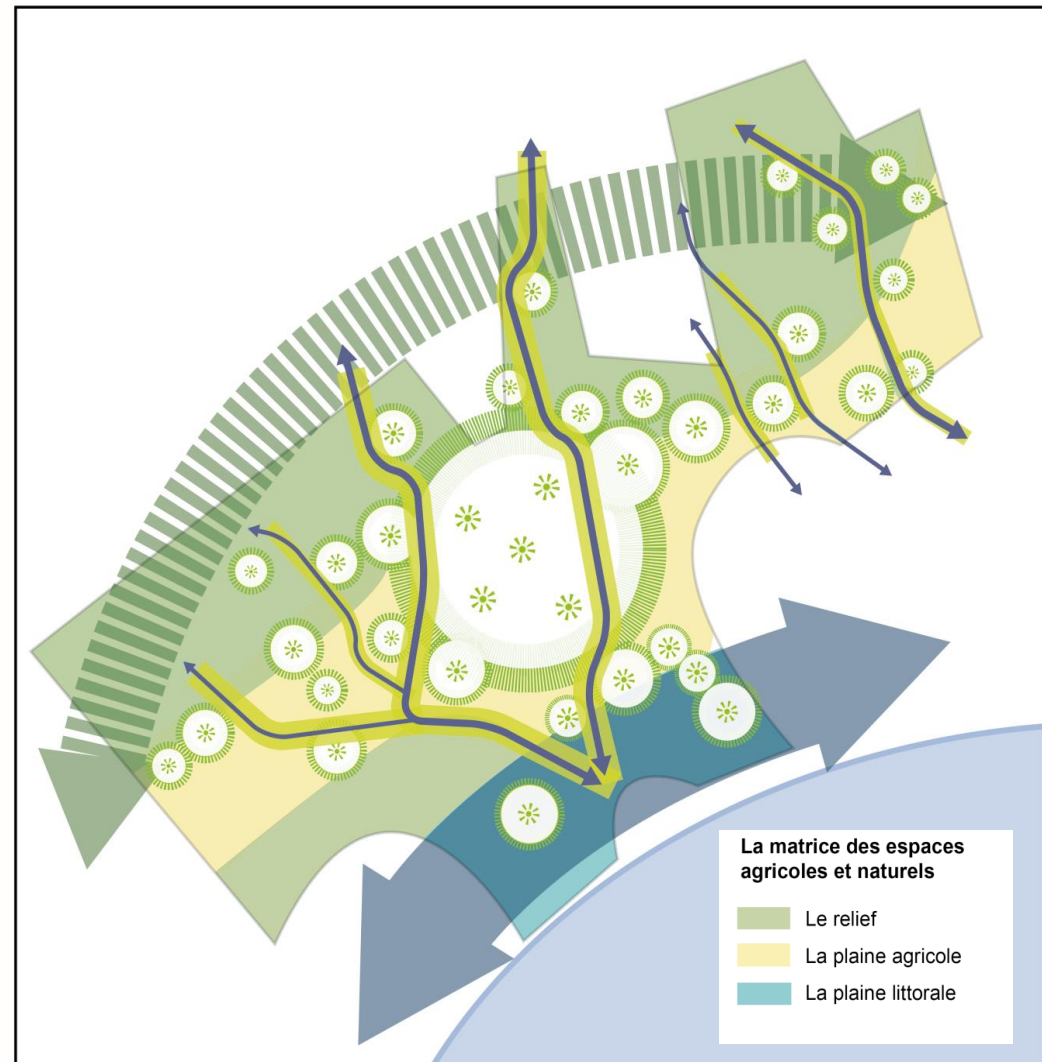 La matrice des espaces
agricoles et naturels
Le relief
La plaine agricole
La plaine littorale